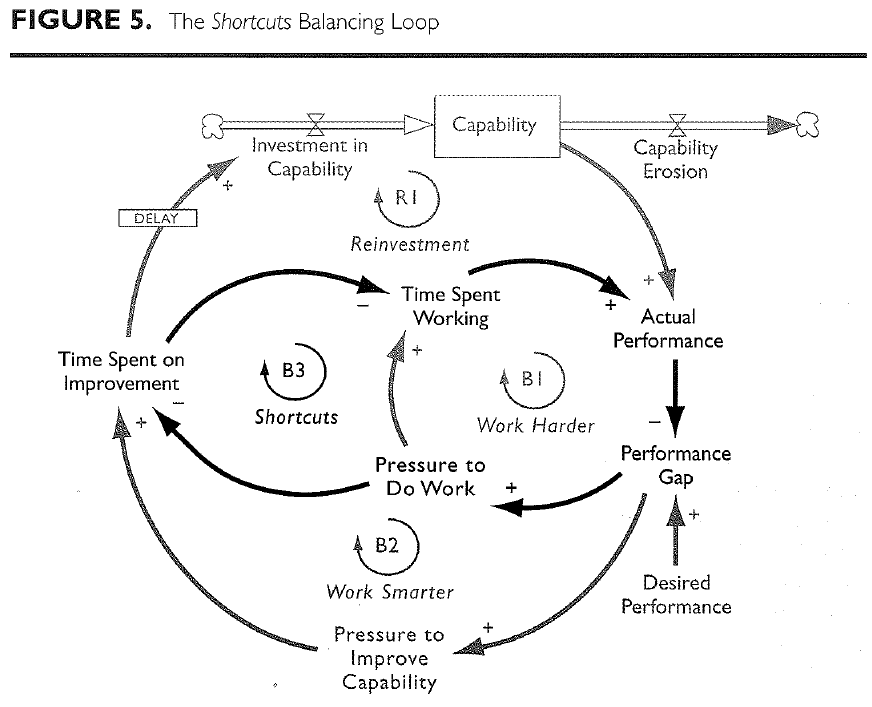 FIGURE 5. The Shortcuts Balancing Loop
Capability
Investment in
Capability
Capability
Erosion
+
DELAY
R1
Reinvestment
+
Time Spent
Working
−
+
Actual
Performance
Time Spent on
Improvement
−
+
B3
Shortcuts
+
B1
Work Harder
−
Performance
Gap
Pressure to
Do Work
+
+
B2
Work Smarter
Desired
Performance
+
Pressure to
Improve
Capability